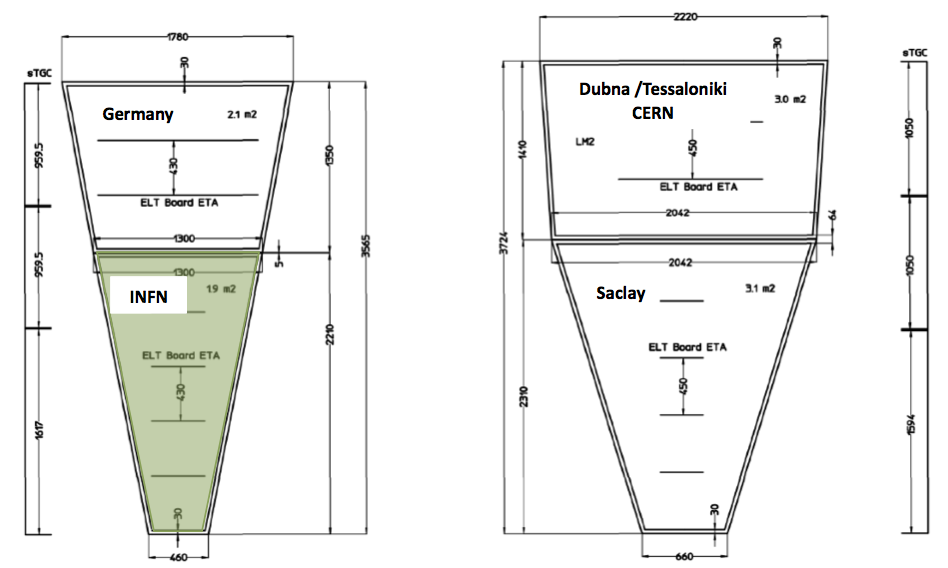 1780
30
sTGC
Germany
2.1 m2
959.5
430
1350
ELT Board ETA
1300
3565
5
1300
959.5
INFN
1.9 m2
2210
ELT Board ETA
430
1617
30
460
2220
30
sTGC
Dubna /Tessaloniki
CERN
3.0 m2
LM2
1410
450
1050
ELT Board ETA
2042
64
3724
2042
1050
Saclay
3.1 m2
ELT Board ETA
450
2310
1594
30
660